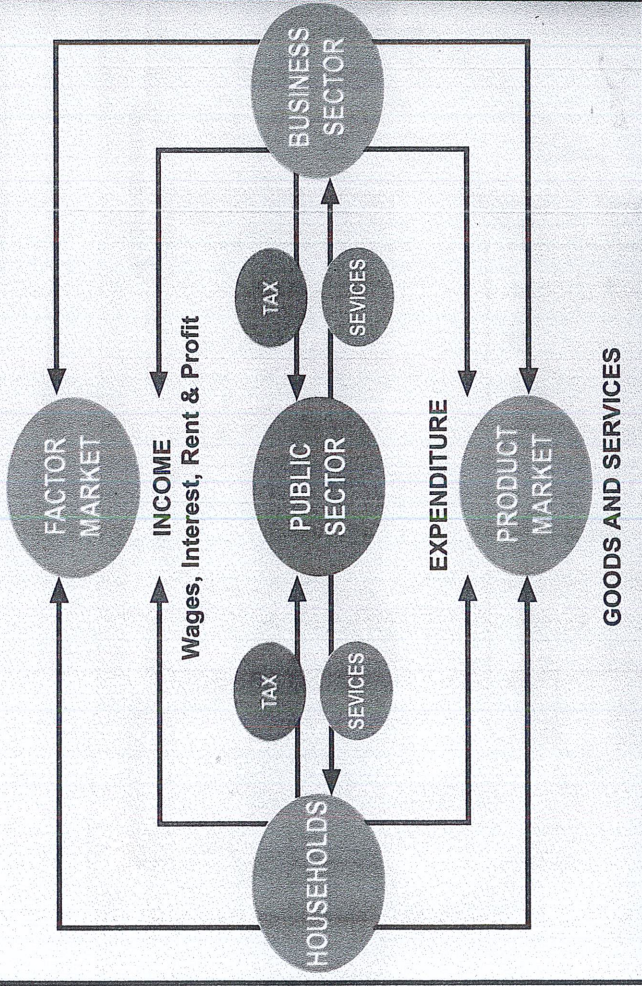 FACTOR
MARKET
INCOME
Wages, Interest, Rent & Profit
HOUSEHOLDS
TAX
SEVICES
PUBLIC
SECTOR
TAX
SEVICES
BUSINESS
SECTOR
EXPENDITURE
PRODUCT
MARKET
GOODS AND SERVICES